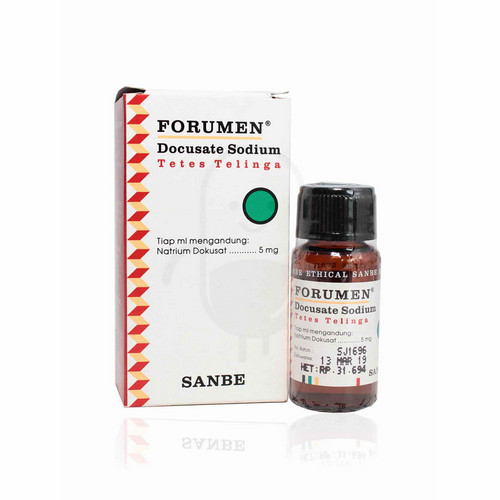 FORUMEN®
Docusate Sodium
Tetes Telinga
Tiap ml mengandung:
Natrium Dokusat ........... 5 mg
SANBE
ETHICAL SANBE
FORUMEN®
Docusate Sodium
Tetes Telinga
Tiap ml mengandung:
Natrium Dokusat .......... 5 mg
SJ1696
13 MAR 19
HET:RP.31.694
SANBE